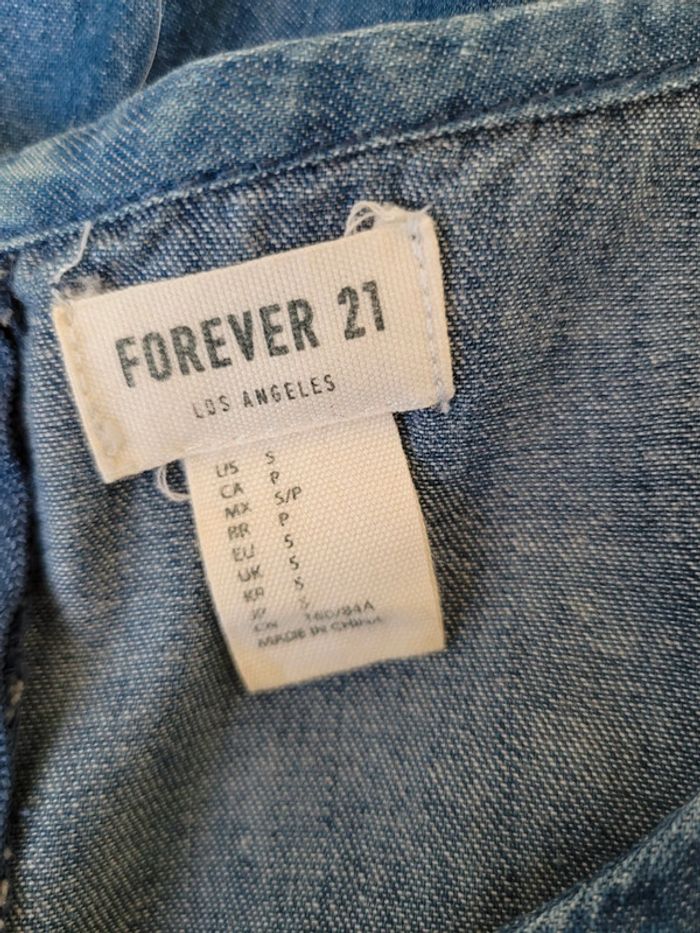 FOREVER 21
LOS ANGELES
US S
CA P
MX S/P
BR P
EU S
UK S
KR S
JP S
CN 160/84A
MADE IN CHINA